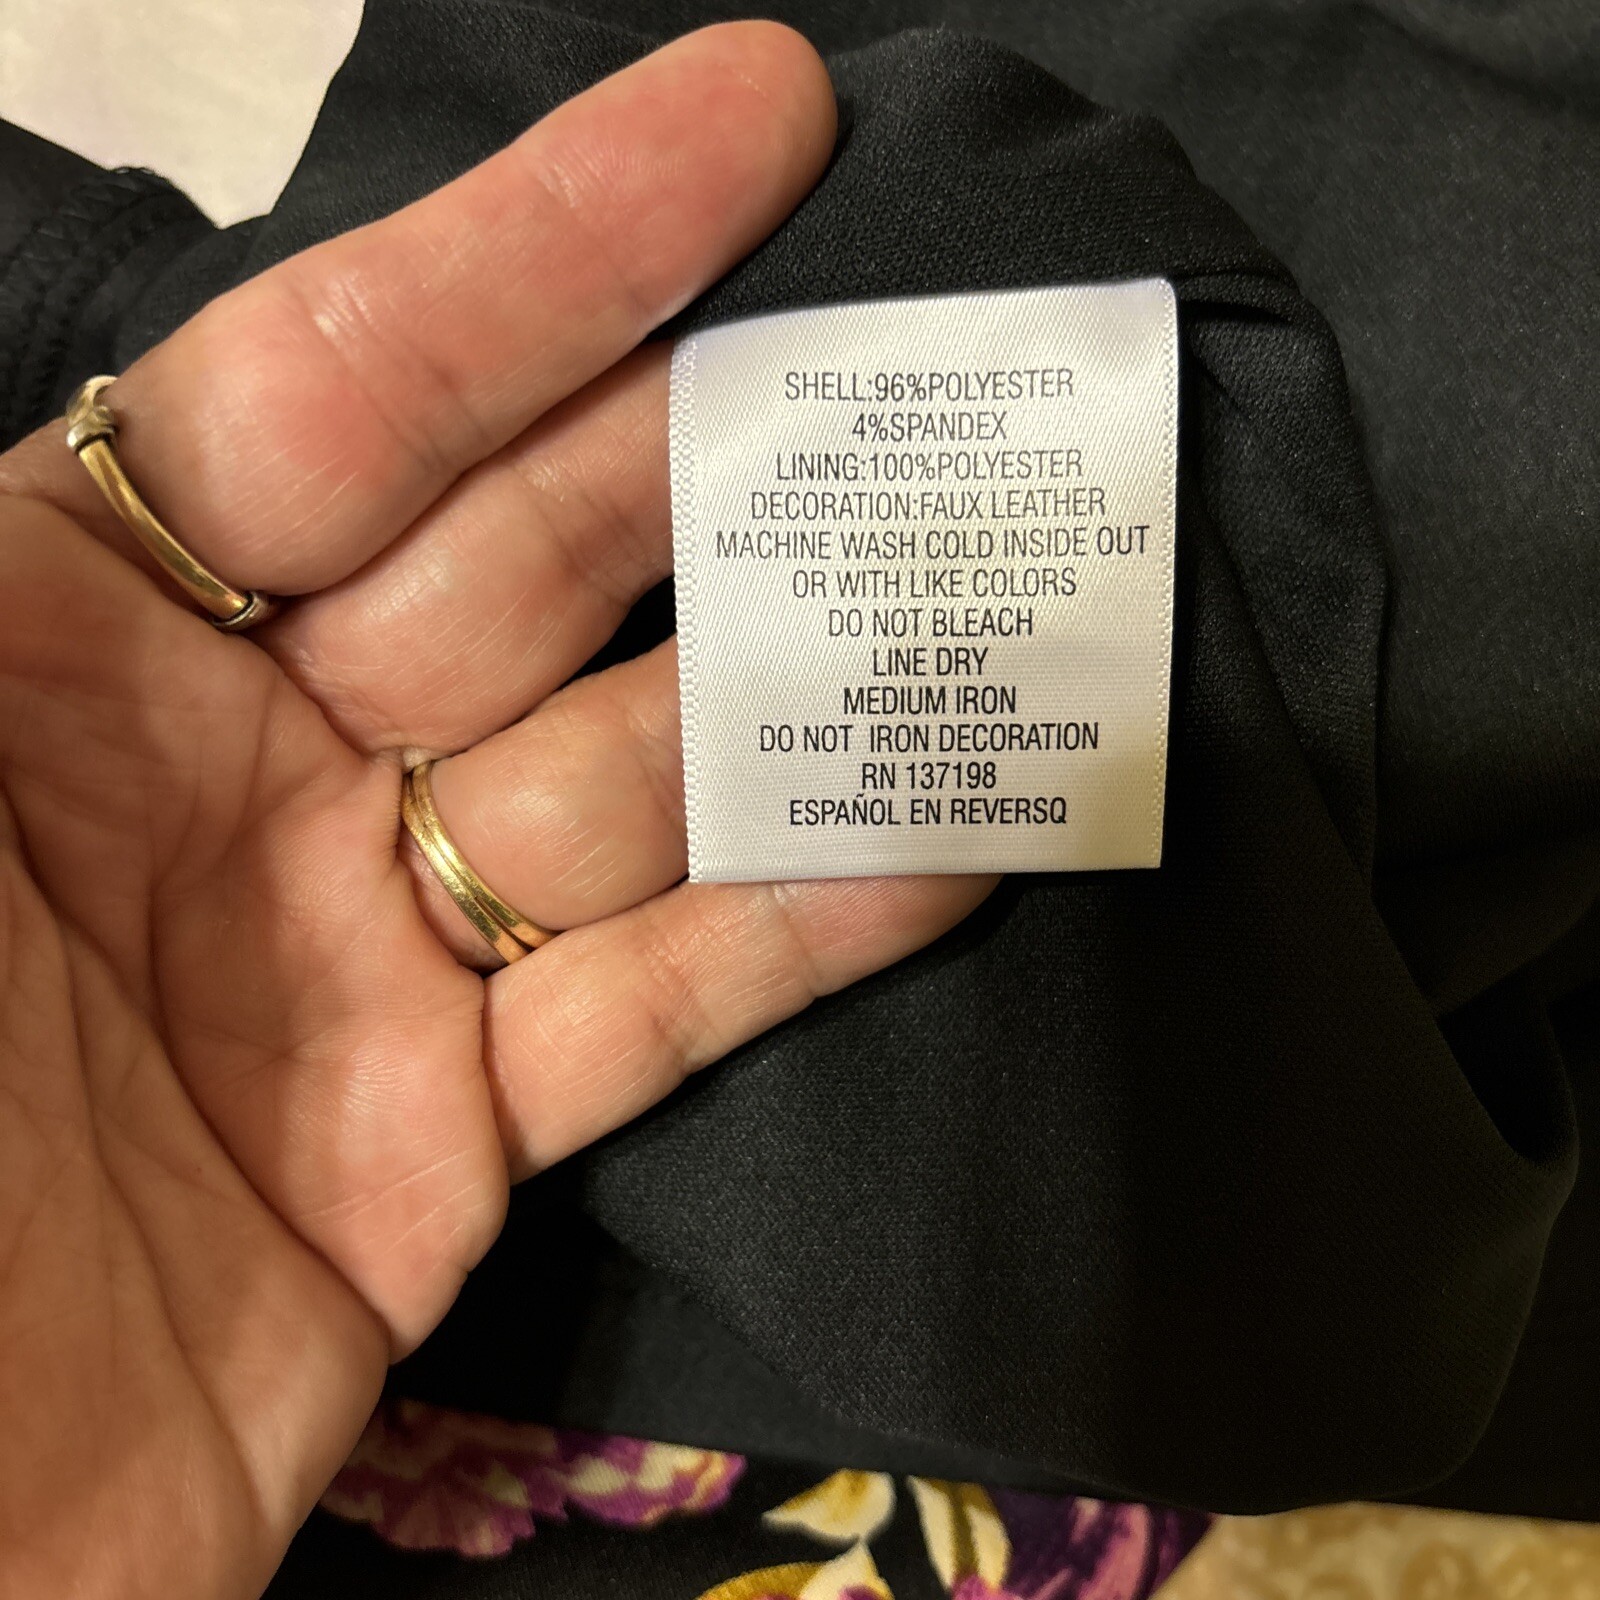 SHELL:96%POLYESTER
4%SPANDEX
LINING:100%POLYESTER
DECORATION:FAUX LEATHER
MACHINE WASH COLD INSIDE OUT
OR WITH LIKE COLORS
DO NOT BLEACH
LINE DRY
MEDIUM IRON
DO NOT IRON DECORATION
RN 137198
ESPAÑOL EN REVERSQ